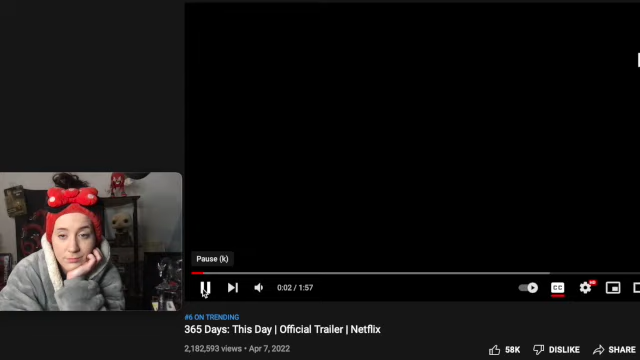 Pause (k)
0:02 / 1:57
CC
#6 ON TRENDING
365 Days: This Day | Official Trailer | Netflix
2,182,593 views • Apr 7, 2022
58K DISLIKE SHARE